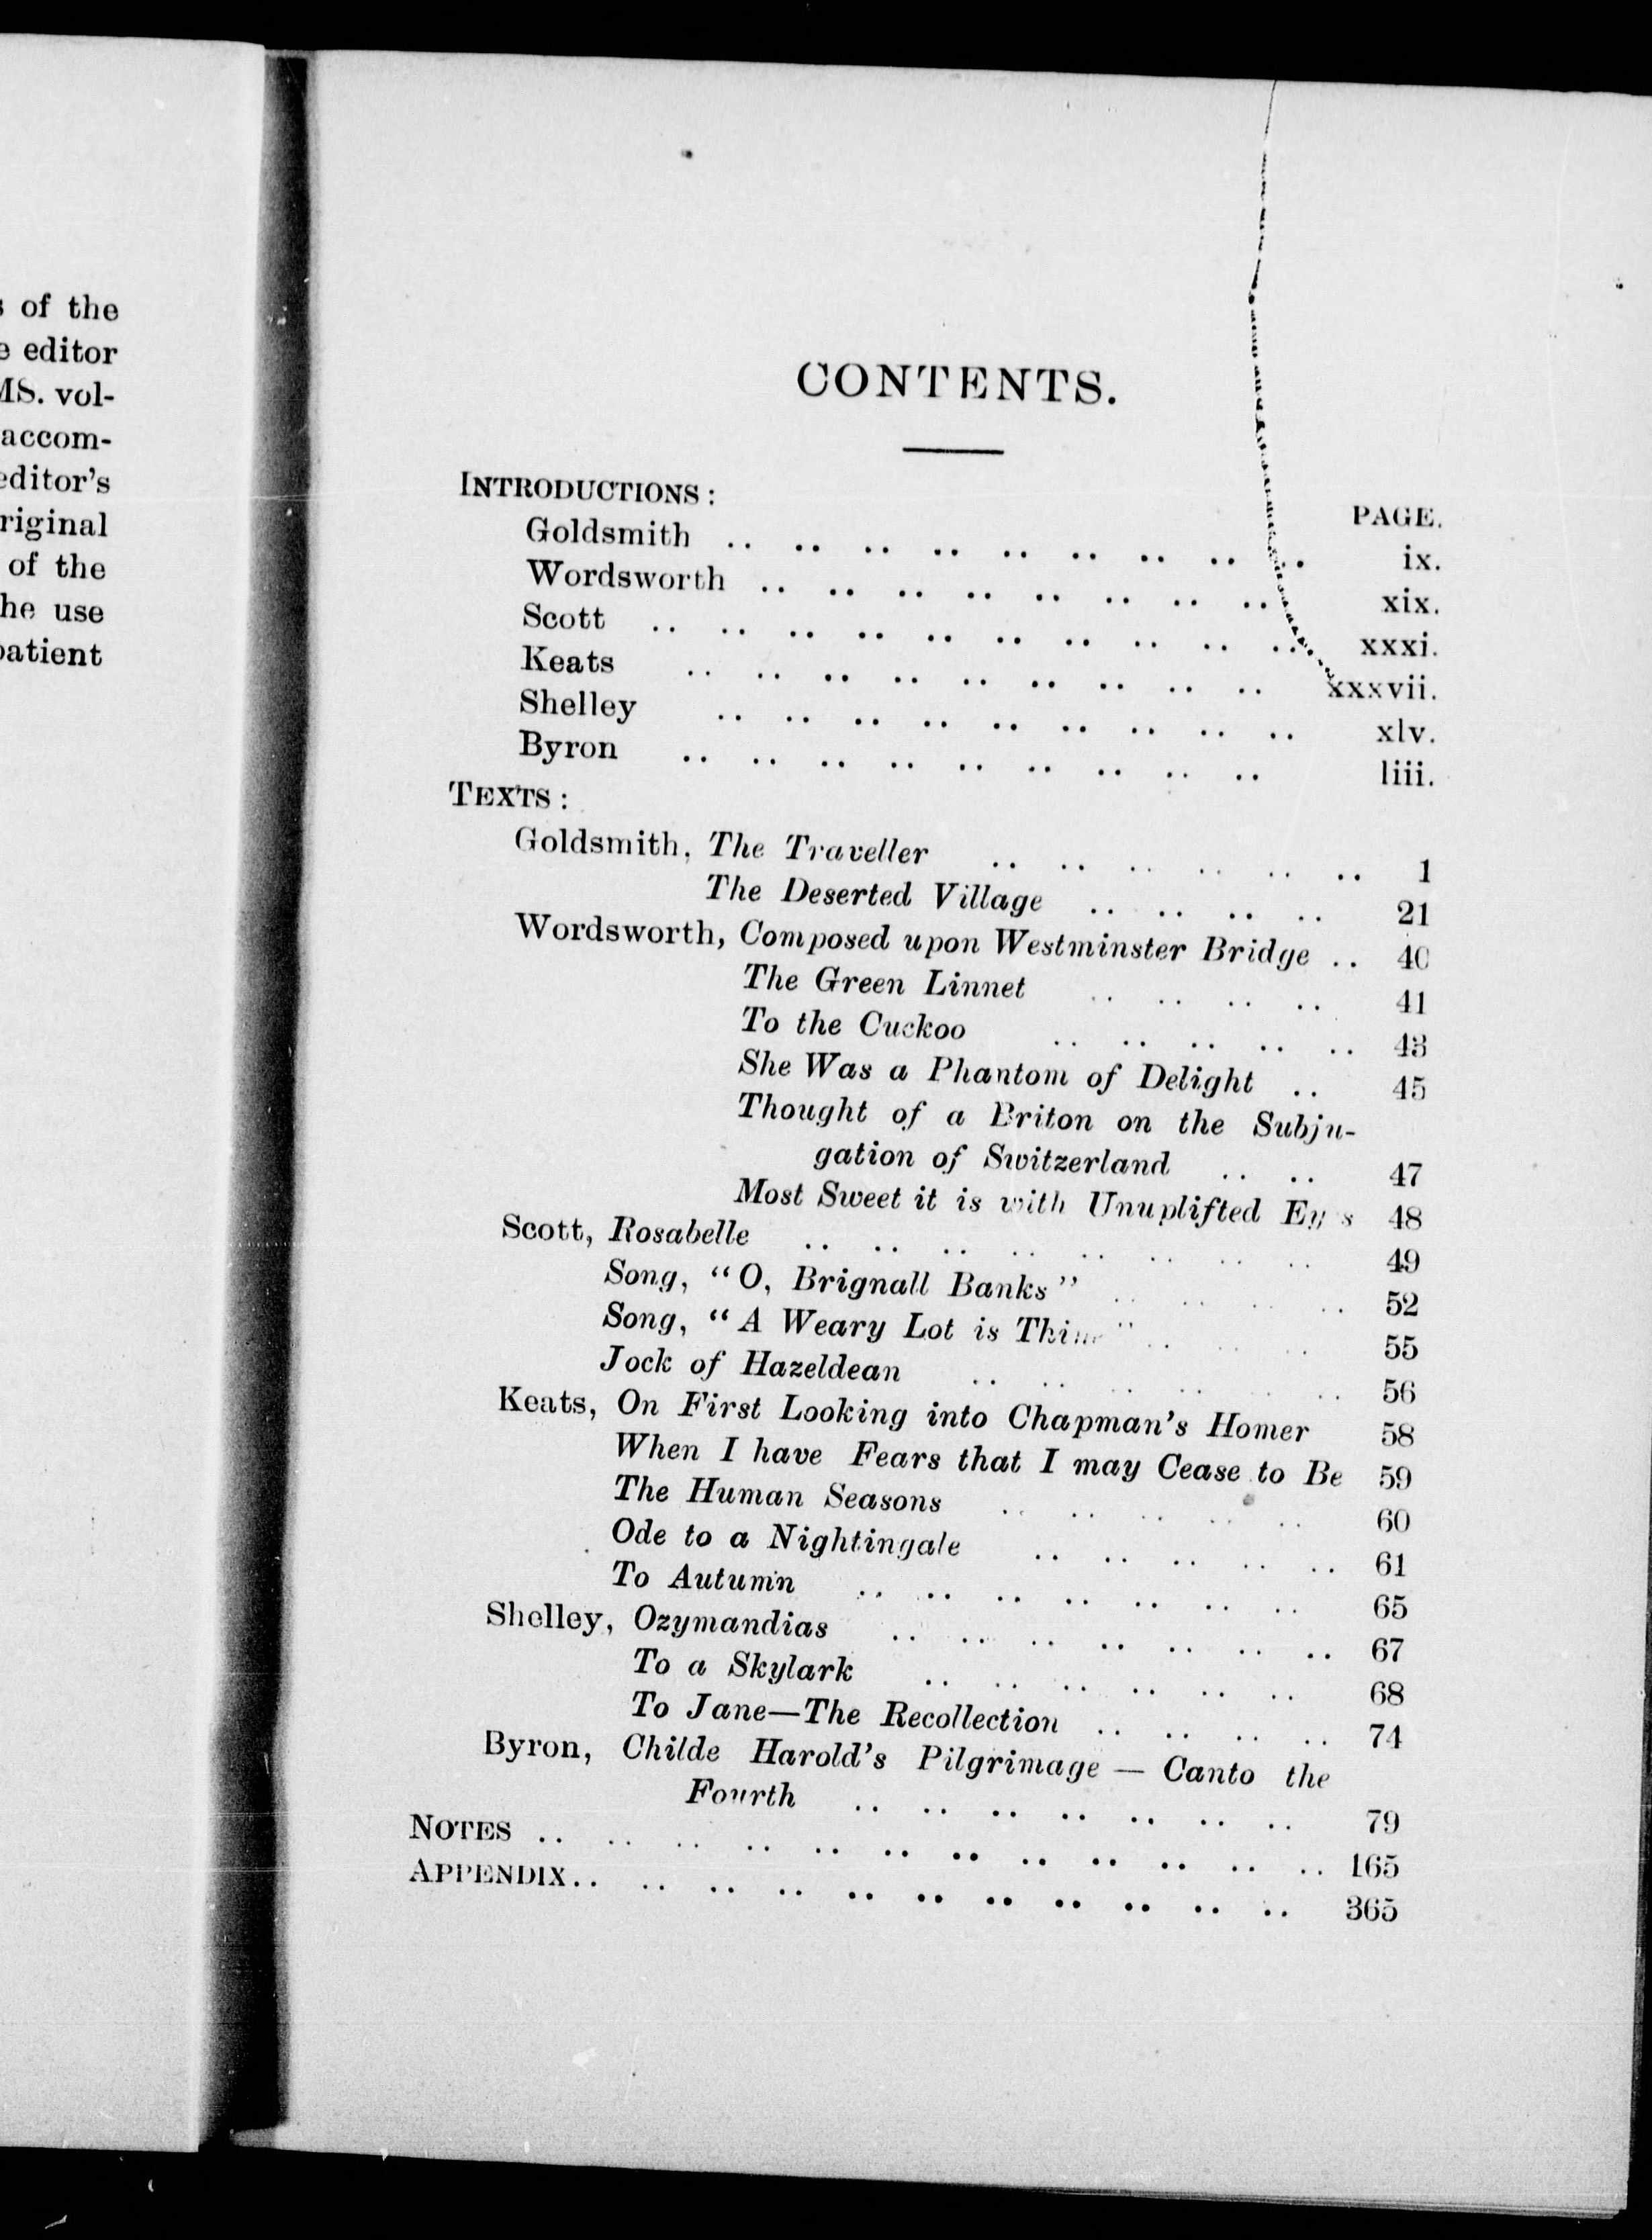 s of the
e editor
MS. vol-
accom-
editor's
riginal
of the
he use
patient
CONTENTS.
PAGE.
INTRODUCTIONS:
Goldsmith .. .. .. .. .. .. .. .. .. ix.
Wordsworth .. .. .. .. .. .. .. .. xix.
Scott .. .. .. .. .. .. .. .. .. .. xxxi.
Keats .. .. .. .. .. .. .. .. .. xxxvii.
Shelley .. .. .. .. .. .. .. .. .. xlv.
Byron .. .. .. .. .. .. .. .. .. liii.
TEXTS:
Goldsmith, The Traveller .. .. .. .. .. .. 1
The Deserted Village .. .. .. .. 21
Wordsworth, Composed upon Westminster Bridge .. 40
The Green Linnet .. .. .. .. 41
To the Cuckoo .. .. .. .. .. 43
She Was a Phantom of Delight .. 45
Thought of a Briton on the Subju-
gation of Switzerland .. .. 47
Most Sweet it is with Unuplifted Eyes 48
Scott, Rosabelle .. .. .. .. .. .. .. .. 49
Song, "O, Brignall Banks" .. .. .. .. 52
Song, "A Weary Lot is Thine" .. .. .. 55
Jock of Hazeldean .. .. .. .. .. .. 56
Keats, On First Looking into Chapman's Homer 58
When I have Fears that I may Cease to Be 59
The Human Seasons .. .. .. .. .. 60
Ode to a Nightingale .. .. .. .. .. 61
To Autumn .. .. .. .. .. .. .. 65
Shelley, Ozymandias .. .. .. .. .. .. .. 67
To a Skylark .. .. .. .. .. .. 68
To Jane—The Recollection .. .. .. .. 74
Byron, Childe Harold's Pilgrimage — Canto the
Fourth .. .. .. .. .. .. .. 79
NOTES .. .. .. .. .. .. .. .. .. .. .. .. 165
APPENDIX.. .. .. .. .. .. .. .. .. .. .. 365